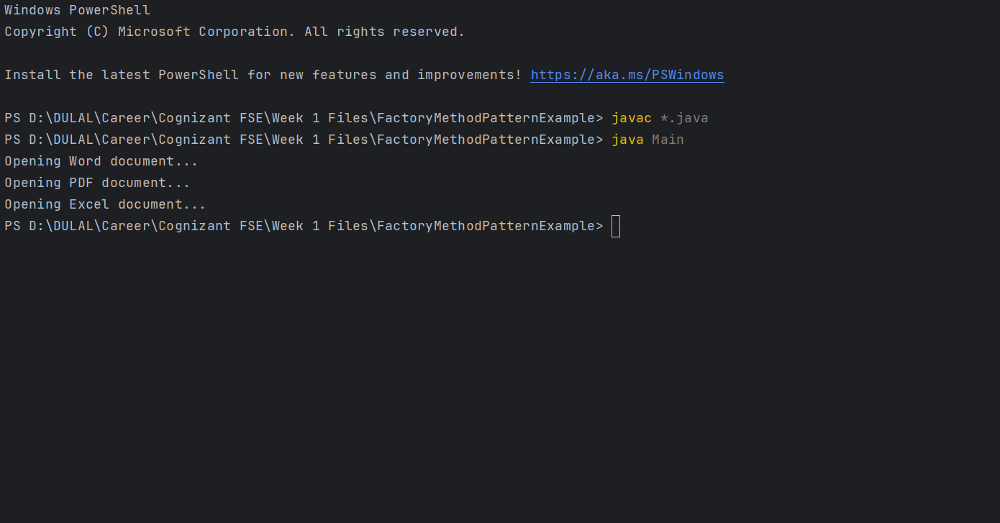 Windows PowerShell
Copyright (C) Microsoft Corporation. All rights reserved.
Install the latest PowerShell for new features and improvements! https://aka.ms/PSWindows
PS D:\DULAL\Career\Cognizant FSE\Week 1 Files\FactoryMethodPatternExample> javac *.java
PS D:\DULAL\Career\Cognizant FSE\Week 1 Files\FactoryMethodPatternExample> java Main
Opening Word document...
Opening PDF document...
Opening Excel document...
PS D:\DULAL\Career\Cognizant FSE\Week 1 Files\FactoryMethodPatternExample>